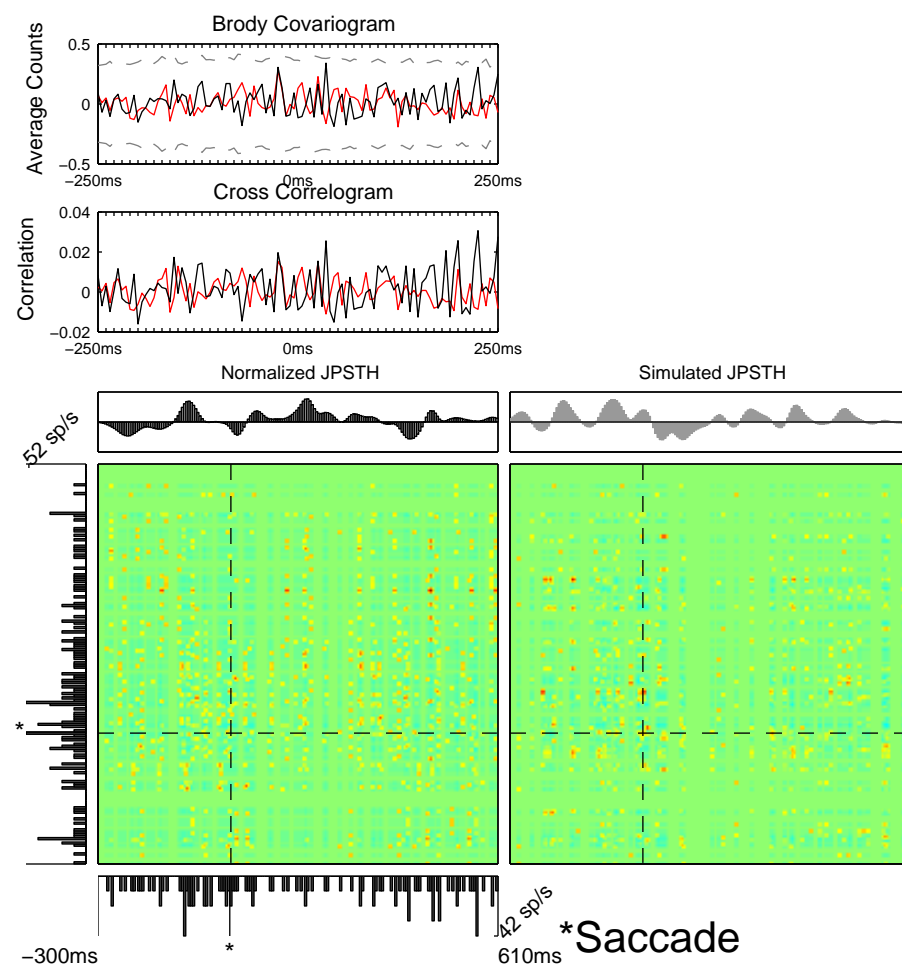 Brody Covariogram
Average Counts
0.5
0
−0.5
−250ms
0ms
250ms
Cross Correlogram
Correlation
0.04
0.02
0
−0.02
−250ms
0ms
250ms
Normalized JPSTH
Simulated JPSTH
52 sp/s
*
*
42 sp/s
−300ms
610ms
*Saccade